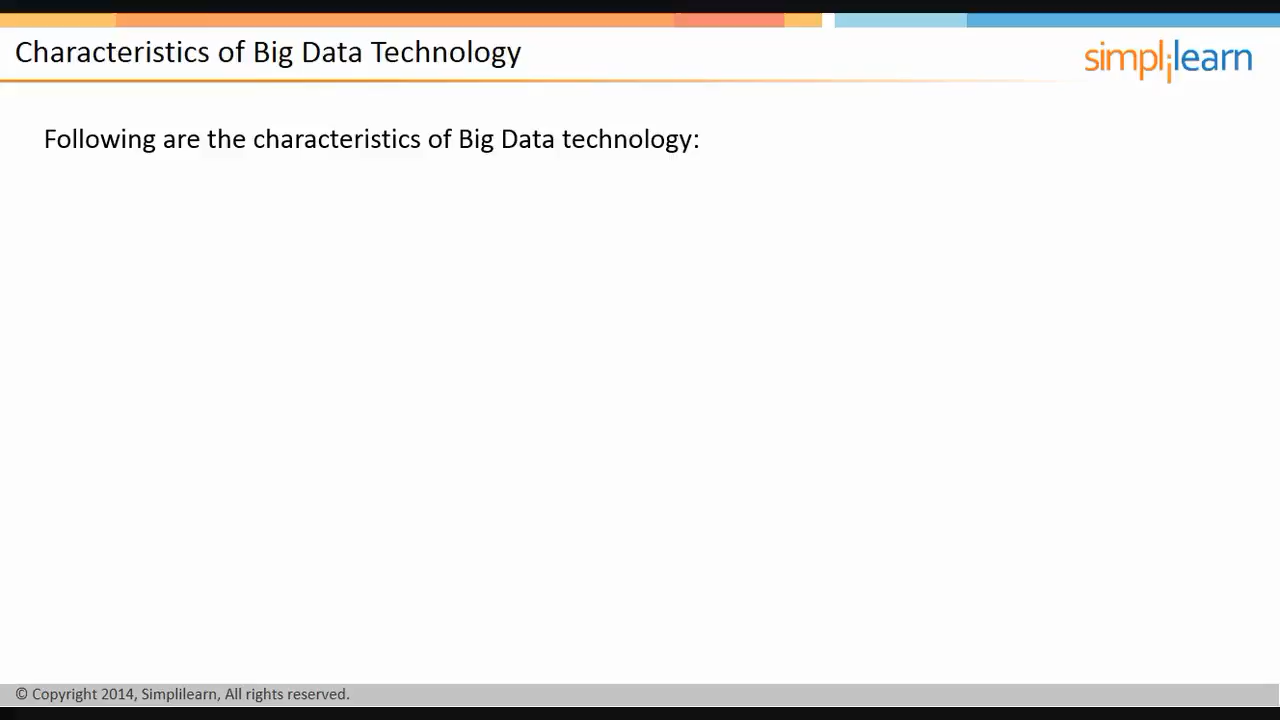 Characteristics of Big Data Technology
simplilearn
Following are the characteristics of Big Data technology:
© Copyright 2014, Simplilearn, All rights reserved.